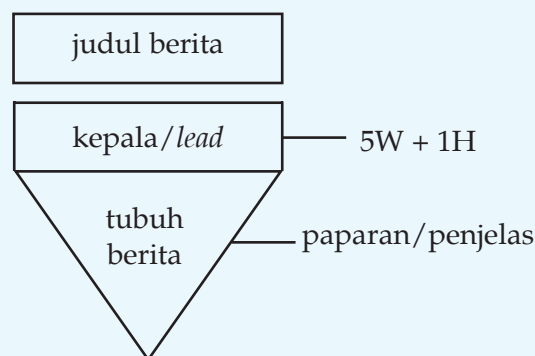 judul berita
kepala/lead
5W + 1H
tubuh
berita
paparan/penjelas